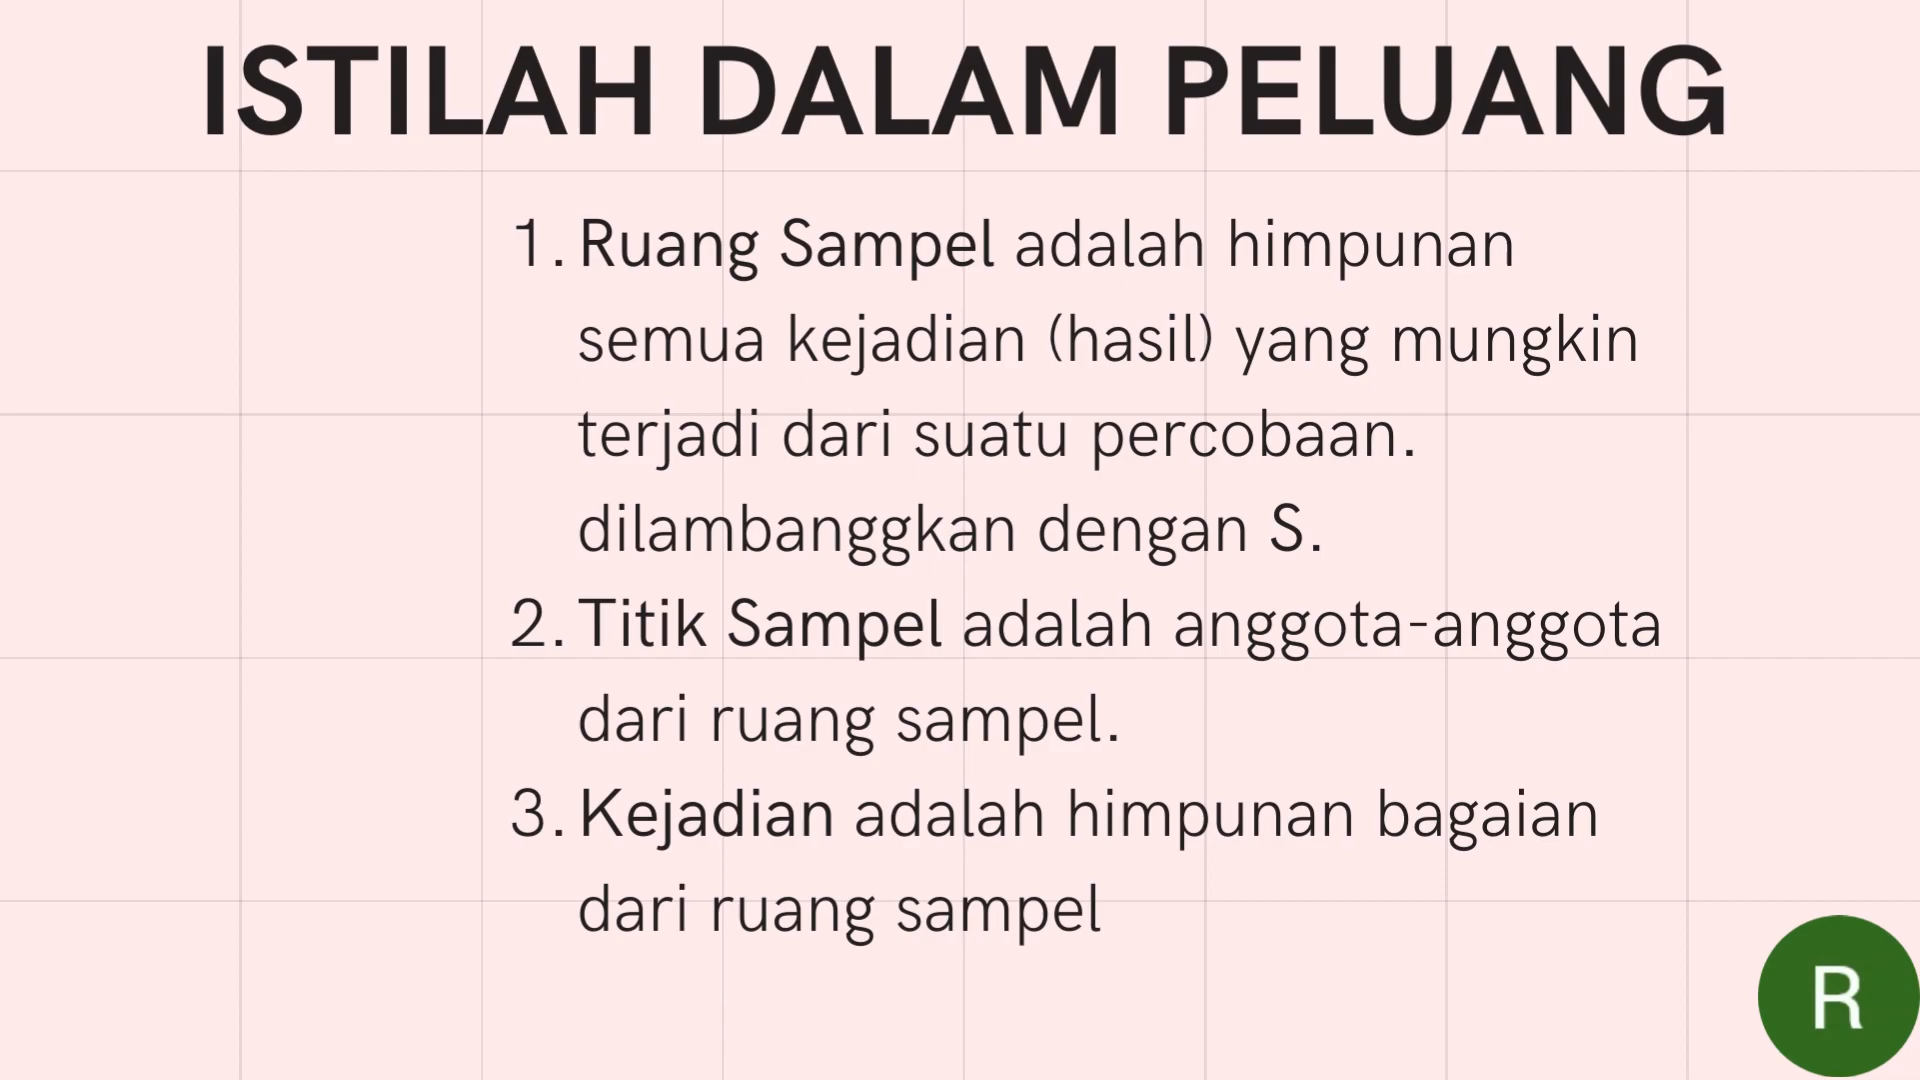 ISTILAH DALAM PELUANG
1. Ruang Sampel adalah himpunan
semua kejadian (hasil) yang mungkin
terjadi dari suatu percobaan.
dilambanggkan dengan S.
2. Titik Sampel adalah anggota-anggota
dari ruang sampel.
3. Kejadian adalah himpunan bagaian
dari ruang sampel
R